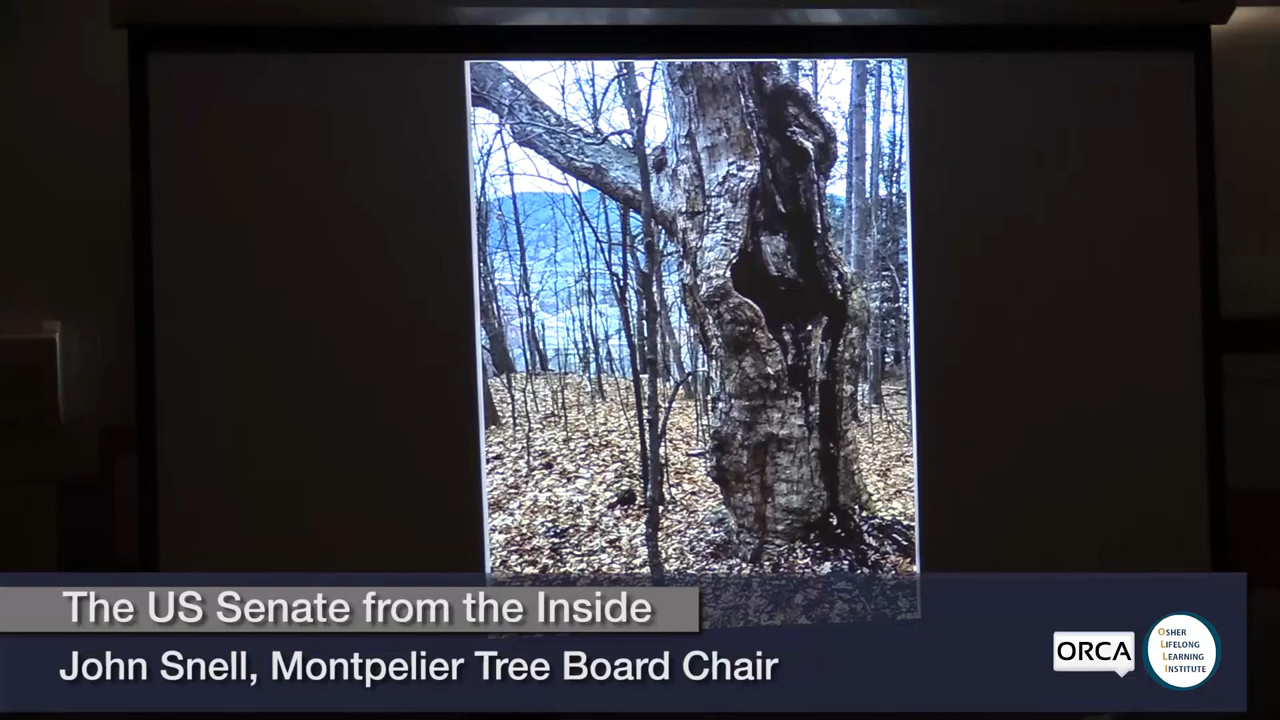 The US Senate from the Inside
John Snell, Montpelier Tree Board Chair
ORCA
OSHER
LIFELONG
LEARNING
INSTITUTE